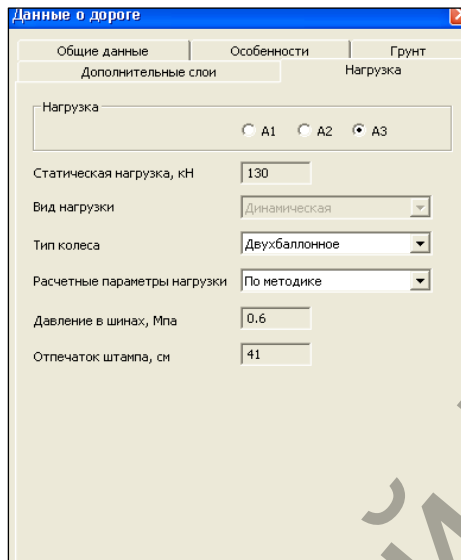 Данные о дороге
Общие данные Особенности Грунт
Дополнительные слои Нагрузка
Нагрузка
А1 А2 А3
Статическая нагрузка, кН 130
Вид нагрузки Динамическая
Тип колеса Двухбаллонное
Расчетные параметры нагрузки По методике
Давление в шинах, Мпа 0.6
Отпечаток штампа, см 41